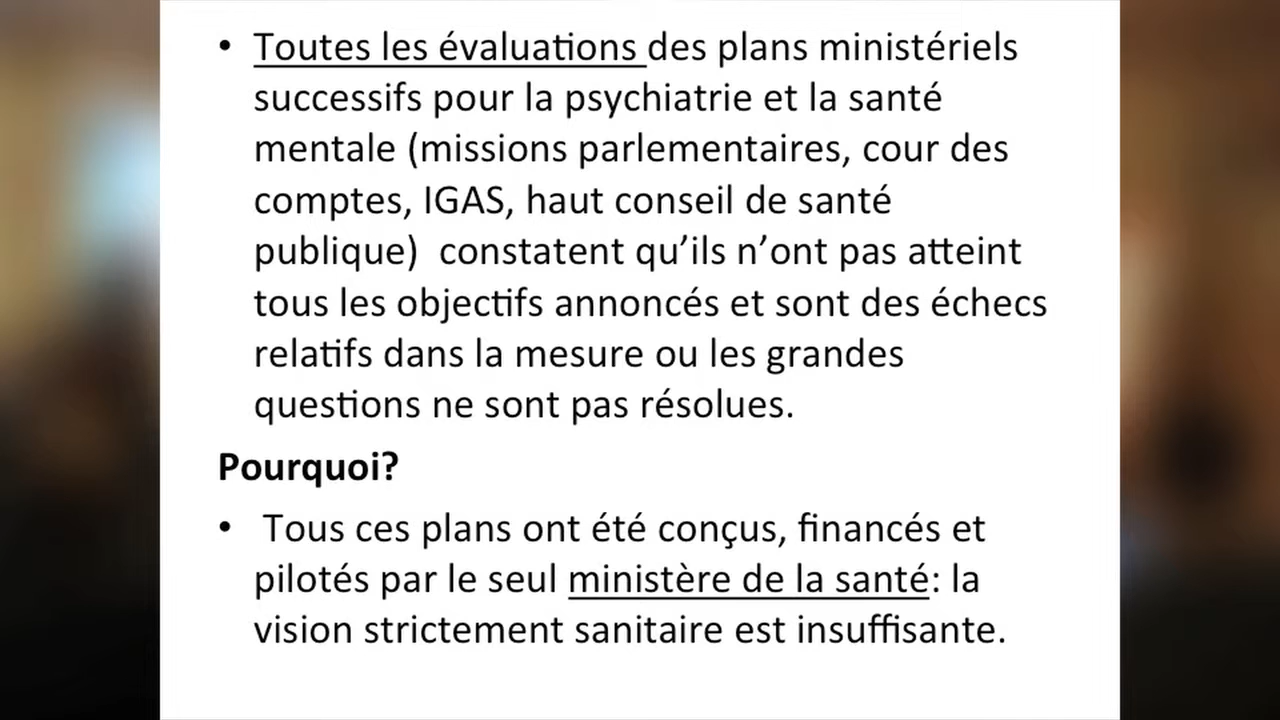 • Toutes les évaluations des plans ministériels
successifs pour la psychiatrie et la santé
mentale (missions parlementaires, cour des
comptes, IGAS, haut conseil de santé
publique)  constatent qu’ils n’ont pas atteint
tous les objectifs annoncés et sont des échecs
relatifs dans la mesure ou les grandes
questions ne sont pas résolues.
Pourquoi?
• Tous ces plans ont été conçus, financés et
pilotés par le seul ministère de la santé: la
vision strictement sanitaire est insuffisante.